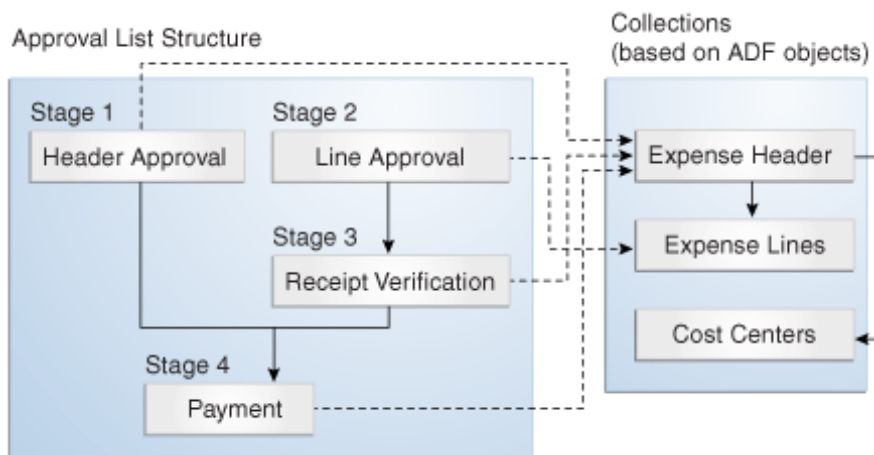 Approval List Structure
Stage 1
Header Approval
Stage 2
Line Approval
Stage 3
Receipt Verification
Stage 4
Payment
Collections
(based on ADF objects)
Expense Header
Expense Lines
Cost Centers